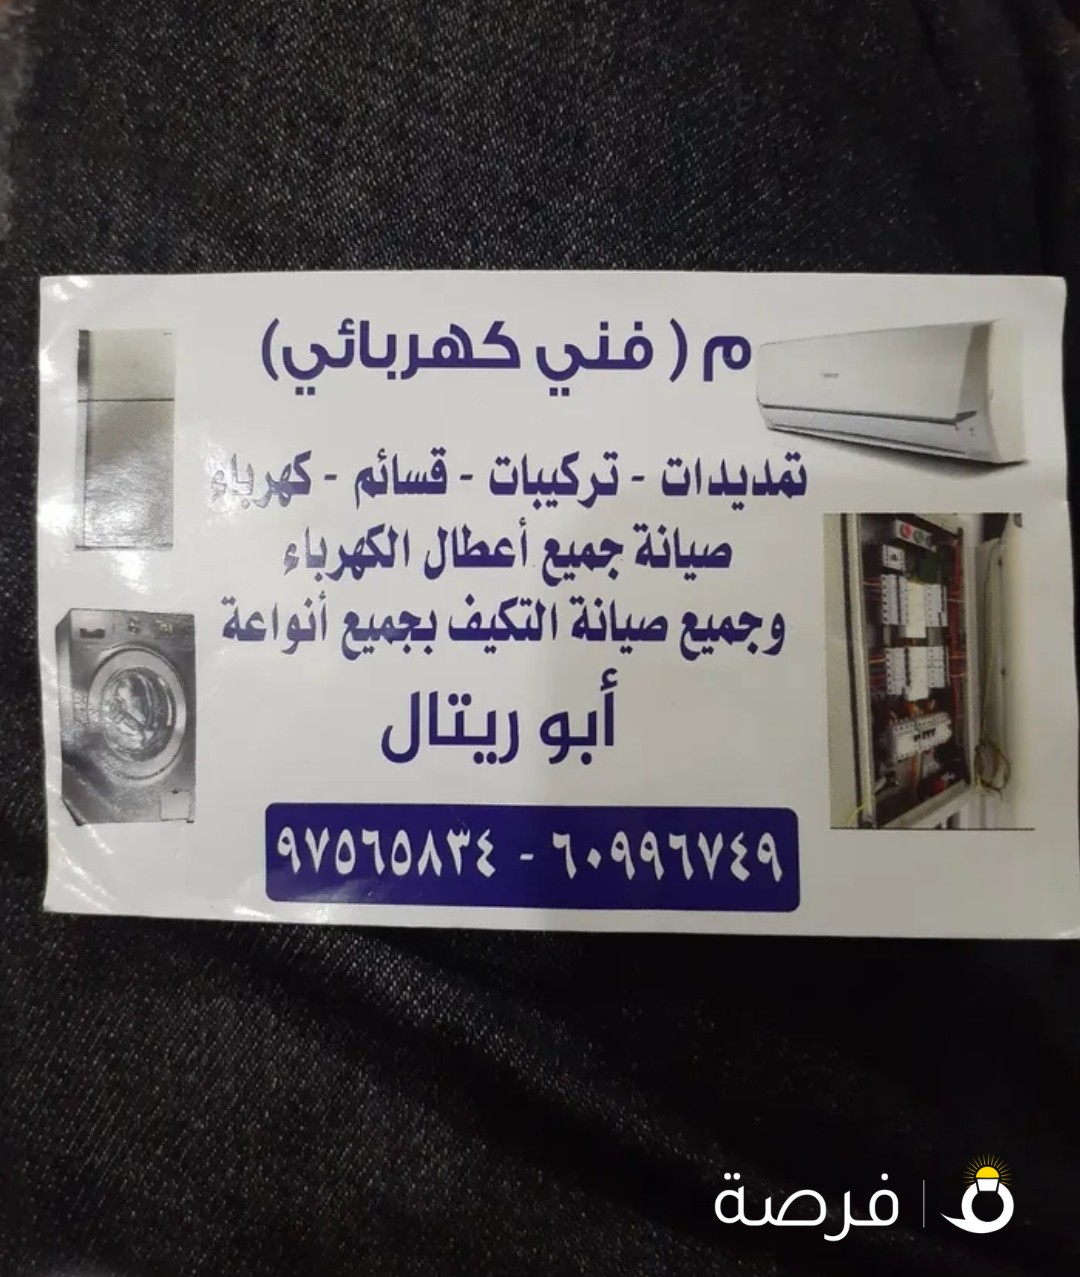 م ( فني كهربائي)
تمديدات - تركيبات - قسائم - كهرباء
صيانة جميع أعطال الكهرباء
وجميع صيانة التكيف بجميع أنواعة
أبو ريتال
٩٧٥٦٥٨٣٤ - ٦٠٩٩٦٧٤٩
فرصة